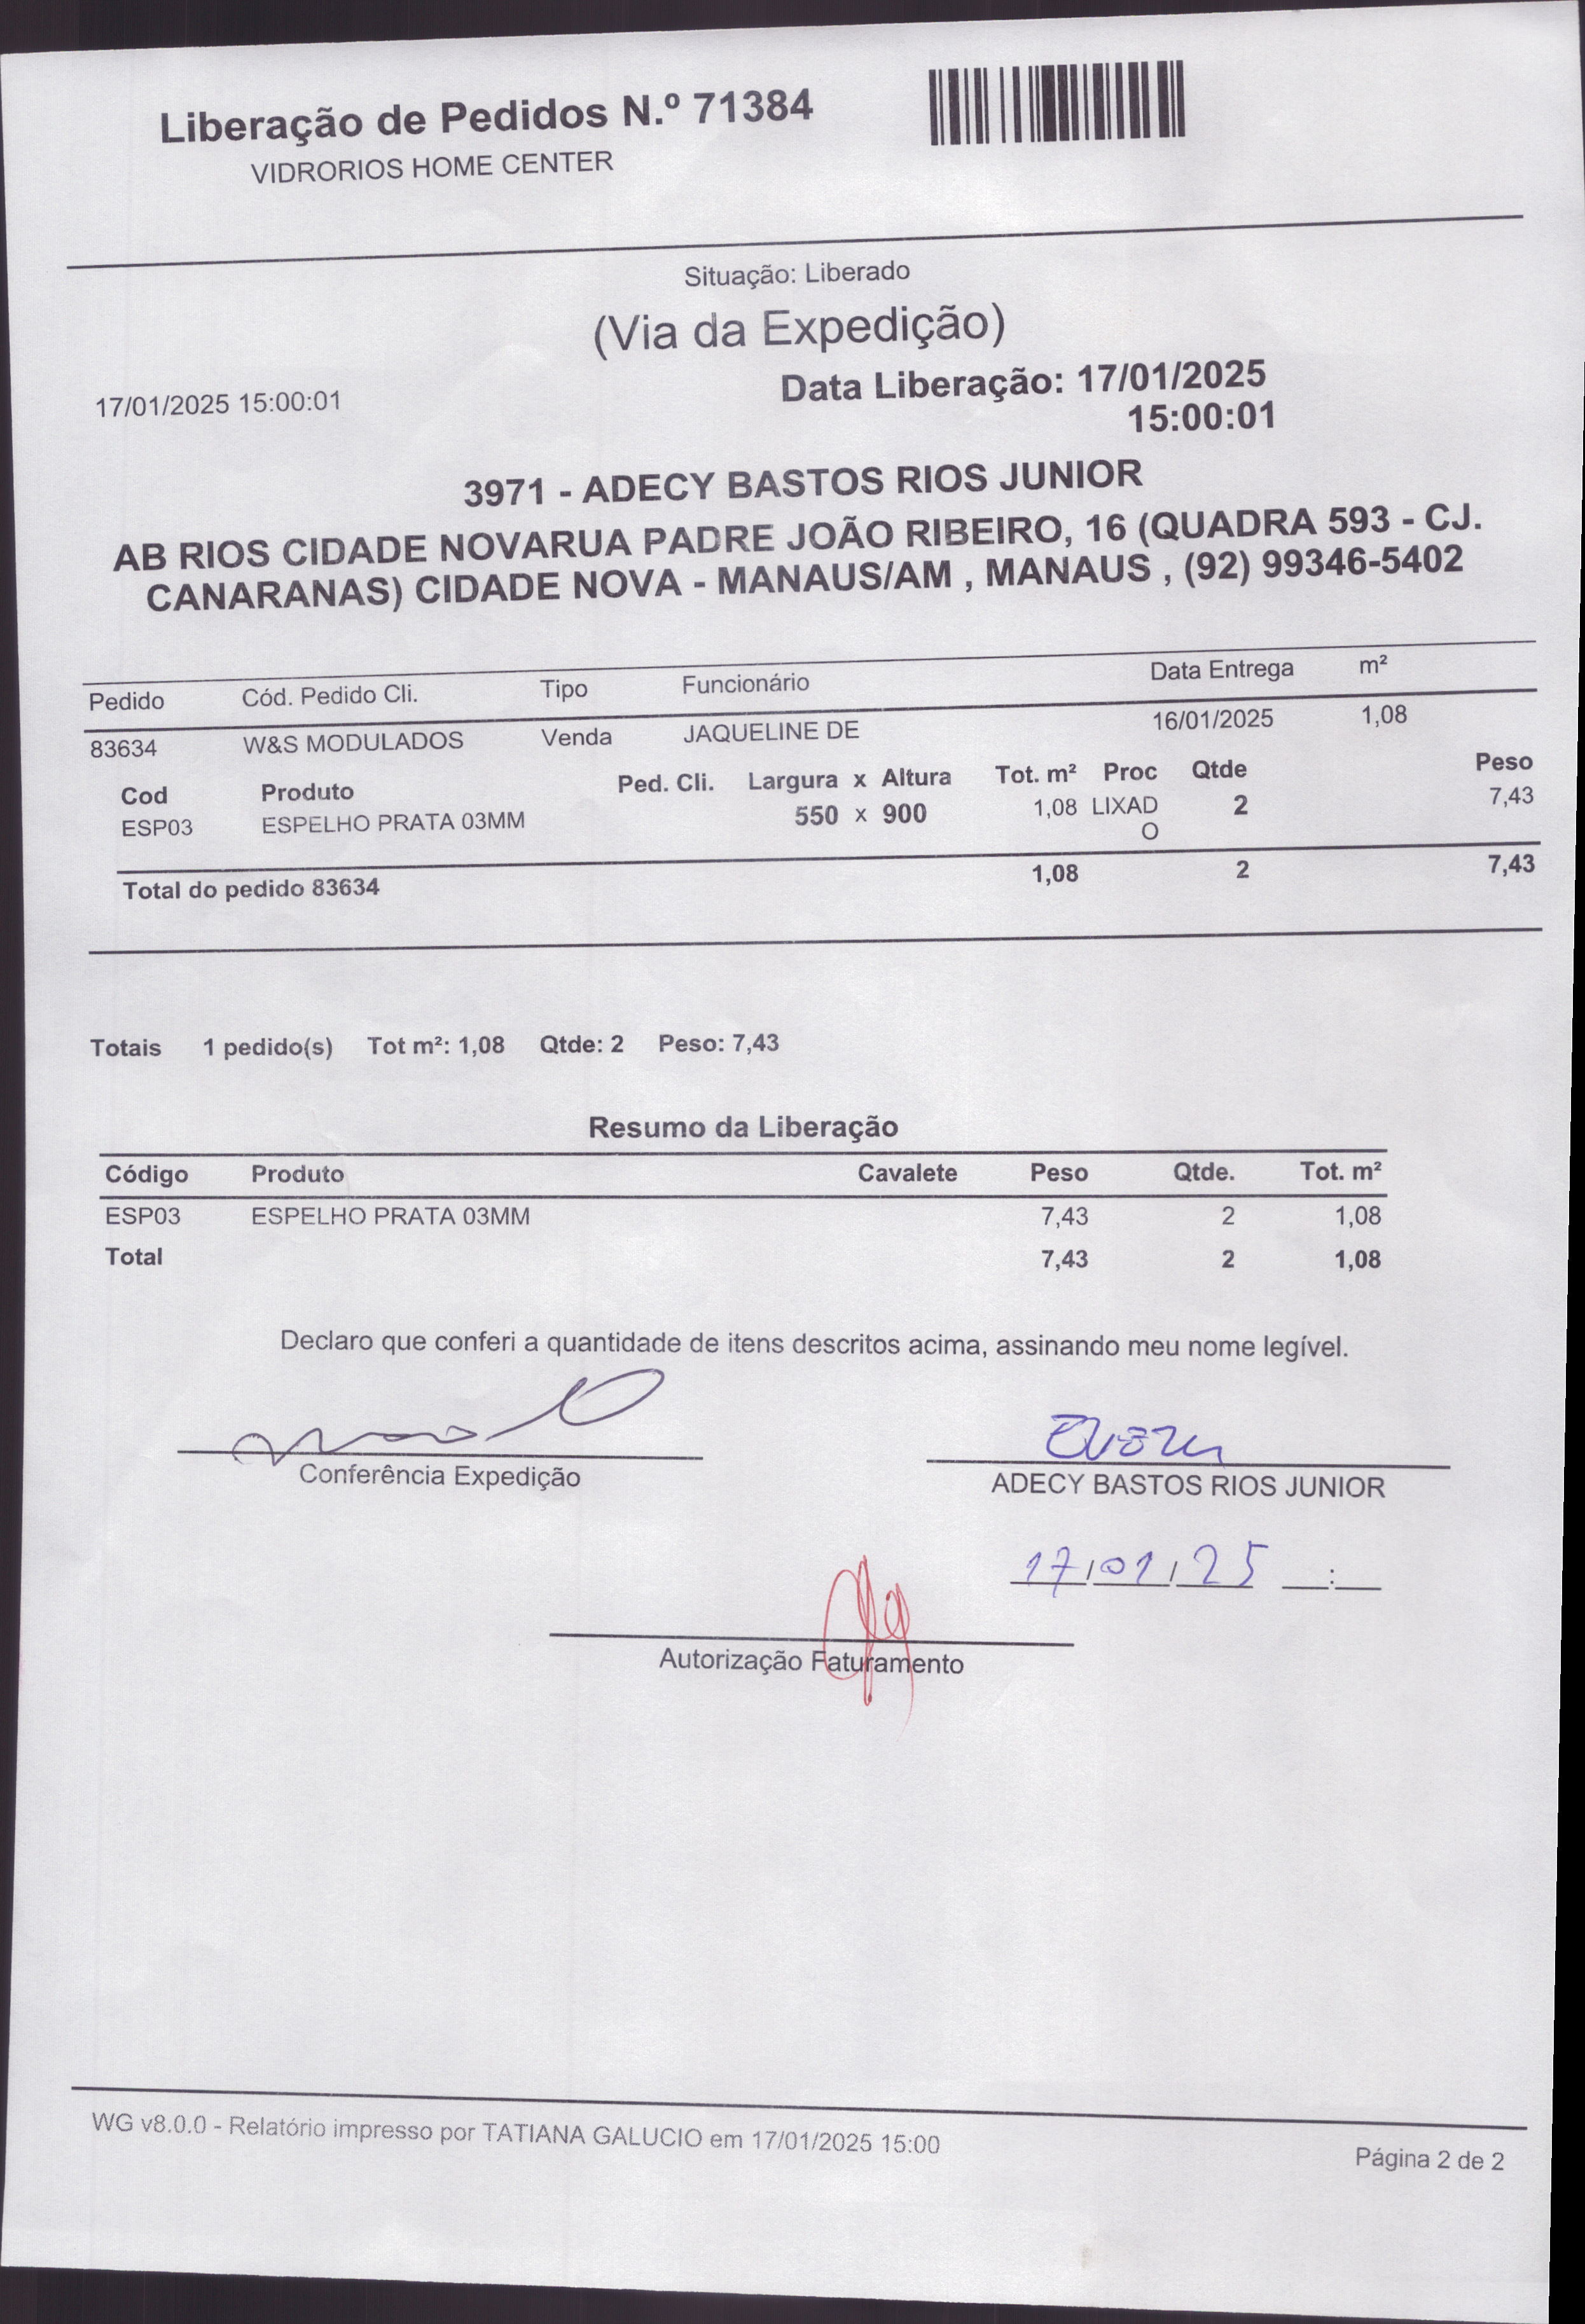 Liberação de Pedidos N.º 71384
VIDRORIOS HOME CENTER
Situação: Liberado
(Via da Expedição)
17/01/2025 15:00:01
Data Liberação: 17/01/2025
15:00:01
3971 - ADECY BASTOS RIOS JUNIOR
AB RIOS CIDADE NOVARUA PADRE JOÃO RIBEIRO, 16 (QUADRA 593 - CJ.
CANARANAS) CIDADE NOVA - MANAUS/AM , MANAUS , (92) 99346-5402
Pedido Cód. Pedido Cli. Tipo Funcionário Data Entrega m²
83634 W&S MODULADOS Venda JAQUELINE DE 16/01/2025 1,08
Cod Produto Ped. Cli. Largura x Altura Tot. m² Proc Qtde Peso
ESP03 ESPELHO PRATA 03MM 550 x 900 1,08 LIXAD 2 7,43
O
Total do pedido 83634 1,08 2 7,43
Totais 1 pedido(s) Tot m²: 1,08 Qtde: 2 Peso: 7,43
Resumo da Liberação
Código Produto Cavalete Peso Qtde. Tot. m²
ESP03 ESPELHO PRATA 03MM 7,43 2 1,08
Total 7,43 2 1,08
Declaro que conferi a quantidade de itens descritos acima, assinando meu nome legível.
Conferência Expedição
ADECY BASTOS RIOS JUNIOR
17/01/25 __:__
Autorização Faturamento
WG v8.0.0 - Relatório impresso por TATIANA GALUCIO em 17/01/2025 15:00
Página 2 de 2